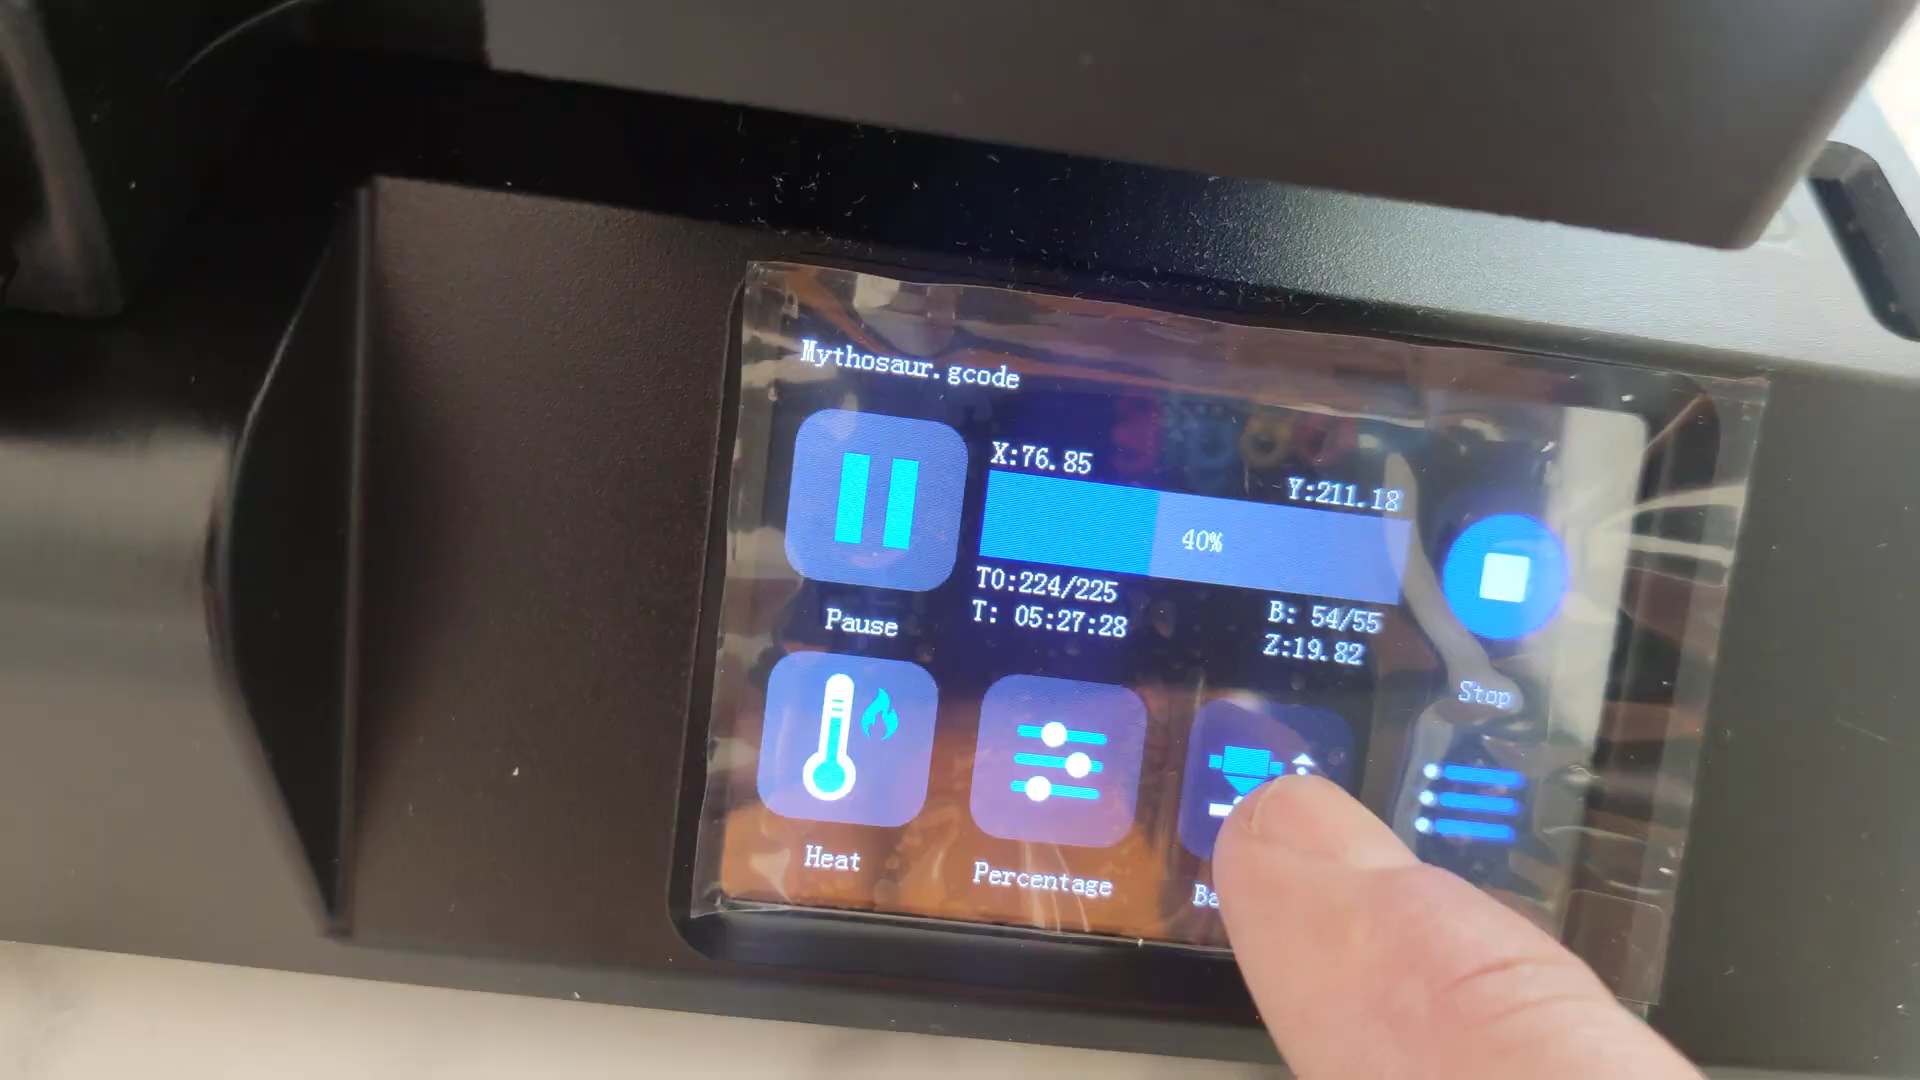 Mythosaur.gcode
X:76.85
Y:211.18
40%
T0:224/225
B: 54/55
T: 05:27:28
Z:19.82
Pause
Stop
Heat
Percentage